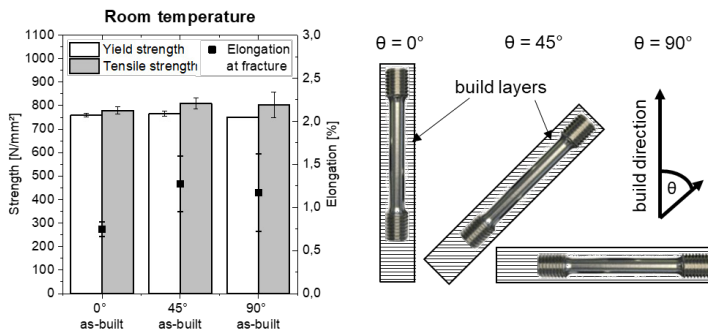 Room temperature
Yield strength
Tensile strength
Elongation
at fracture
Strength [N/mm²]
1100
1000
900
800
700
600
500
400
300
200
100
0
3,0
2,5
2,0
1,5
1,0
0,5
0,0
Elongation [%]
0°
as-built
45°
as-built
90°
as-built
θ = 0°
θ = 45°
θ = 90°
build layers
build direction
θ